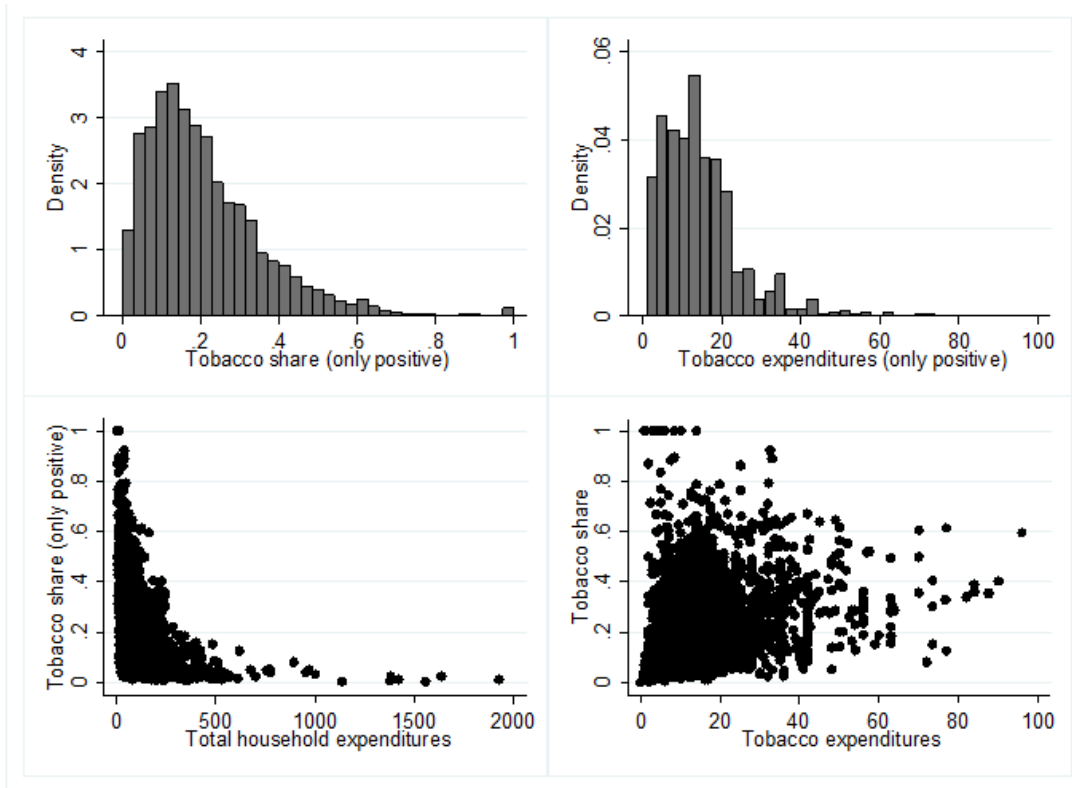 4
3
2
1
0
Density
0 .2 .4 .6 .8 1
Tobacco share (only positive)
.06
.04
.02
0
Density
0 20 40 60 80 100
Tobacco expenditures (only positive)
1
.8
.6
.4
.2
0
Tobacco share (only positive)
0 500 1000 1500 2000
Total household expenditures
1
.8
.6
.4
.2
0
Tobacco share
0 20 40 60 80 100
Tobacco expenditures